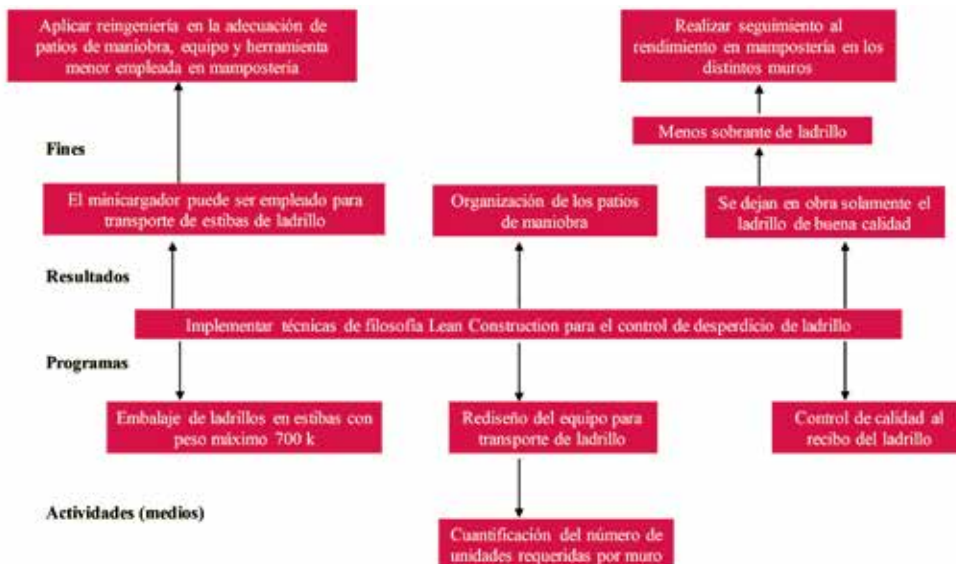 Aplicar reingeniería en la adecuación de
patios de maniobra, equipo y herramienta
menor empleada en mampostería
Realizar seguimiento al
rendimiento en mampostería en los
distintos muros
Menos sobrante de ladrillo
Fines
El minicargador puede ser empleado para
transporte de estibas de ladrillo
Organización de los patios
de maniobra
Se dejan en obra solamente el
ladrillo de buena calidad
Resultados
Implementar técnicas de filosofía Lean Construction para el control de desperdicio de ladrillo
Programas
Embalaje de ladrillos en estibas con
peso máximo 700 k
Rediseño del equipo para
transporte de ladrillo
Control de calidad al
recibo del ladrillo
Actividades (medios)
Cuantificación del número de
unidades requeridas por muro